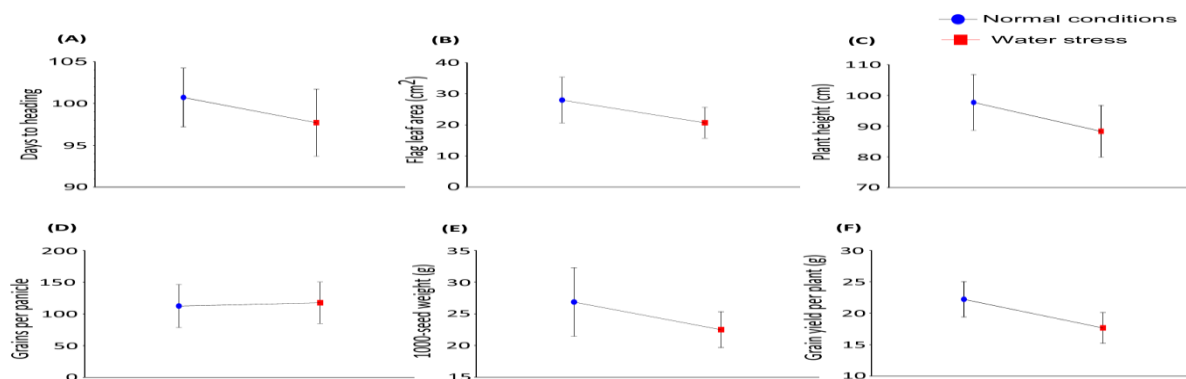 Normal conditions
Water stress
(A)
Days to heading
105
100
95
90
(B)
Flag leaf area (cm²)
40
30
20
10
0
(C)
Plant height (cm)
110
100
90
80
70
(D)
Grains per panicle
200
150
100
50
0
(E)
1000-seed weight (g)
35
30
25
20
15
(F)
Grain yield per plant (g)
30
25
20
15
10